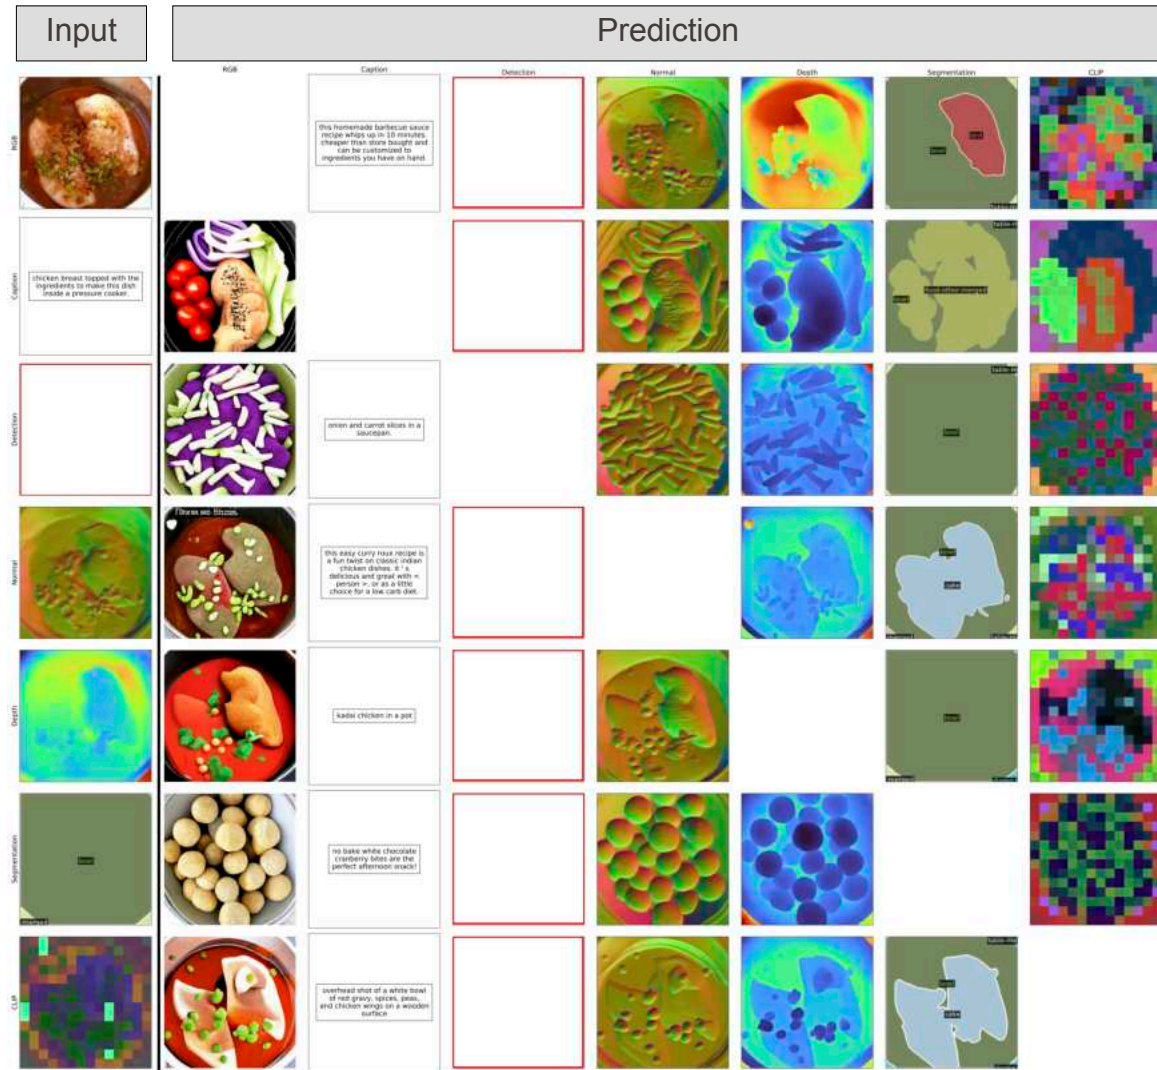 Input
Prediction
RGB
Caption
Detection
Normal
Depth
Segmentation
CLIP
RGB
this homemade barbecue sauce
recipe whips up in 10 minutes.
cheaper than store bought and
can be customized to
ingredients you have on hand.
bowl
Caption
chicken breast topped with the
ingredients to make this dish
inside a pressure cooker.
bowl
food-other-merged
Detection
onion and carrot slices in a
saucepan.
bowl
Normal
this easy curry roux recipe is
a fun twist on classic indian
chicken dishes. it ' s
delicious and great with <
person >, or as a little
choice for a low carb diet.
bowl
cake
Depth
kadai chicken in a pot
bowl
Segmentation
bowl
no bake white chocolate
cranberry bites are the
perfect afternoon snack!
CLIP
overhead shot of a white bowl
of red gravy, spices, peas,
and chicken wings on a wooden
surface
bowl
cake